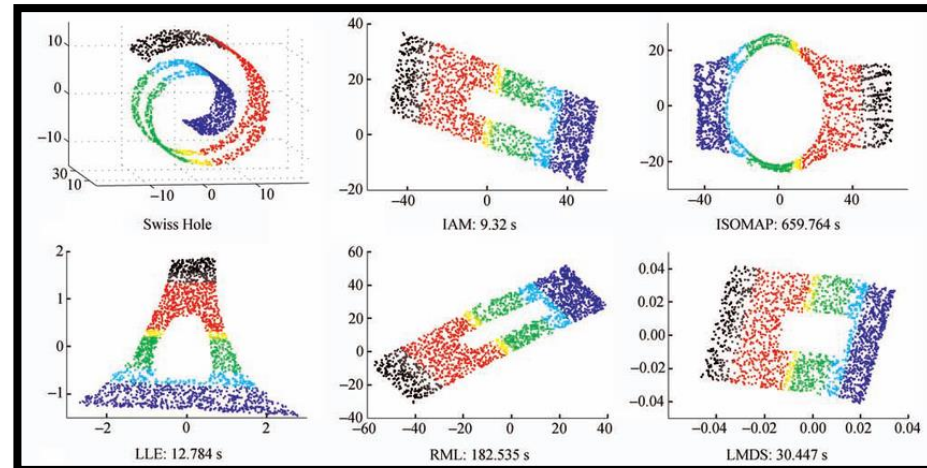 10
0
−10
30
10
−10 0 10
Swiss Hole
40
20
0
−20
−40 0 40
IAM: 9.32 s
20
0
−20
−40 0 40
ISOMAP: 659.764 s
2
1
0
−1
−2 0 2
LLE: 12.784 s
60
40
20
0
−20
−40
−60 −40 −20 0 20 40
RML: 182.535 s
0.04
0.02
0.00
−0.02
−0.04
−0.04 −0.02 0.00 0.02 0.04
LMDS: 30.447 s